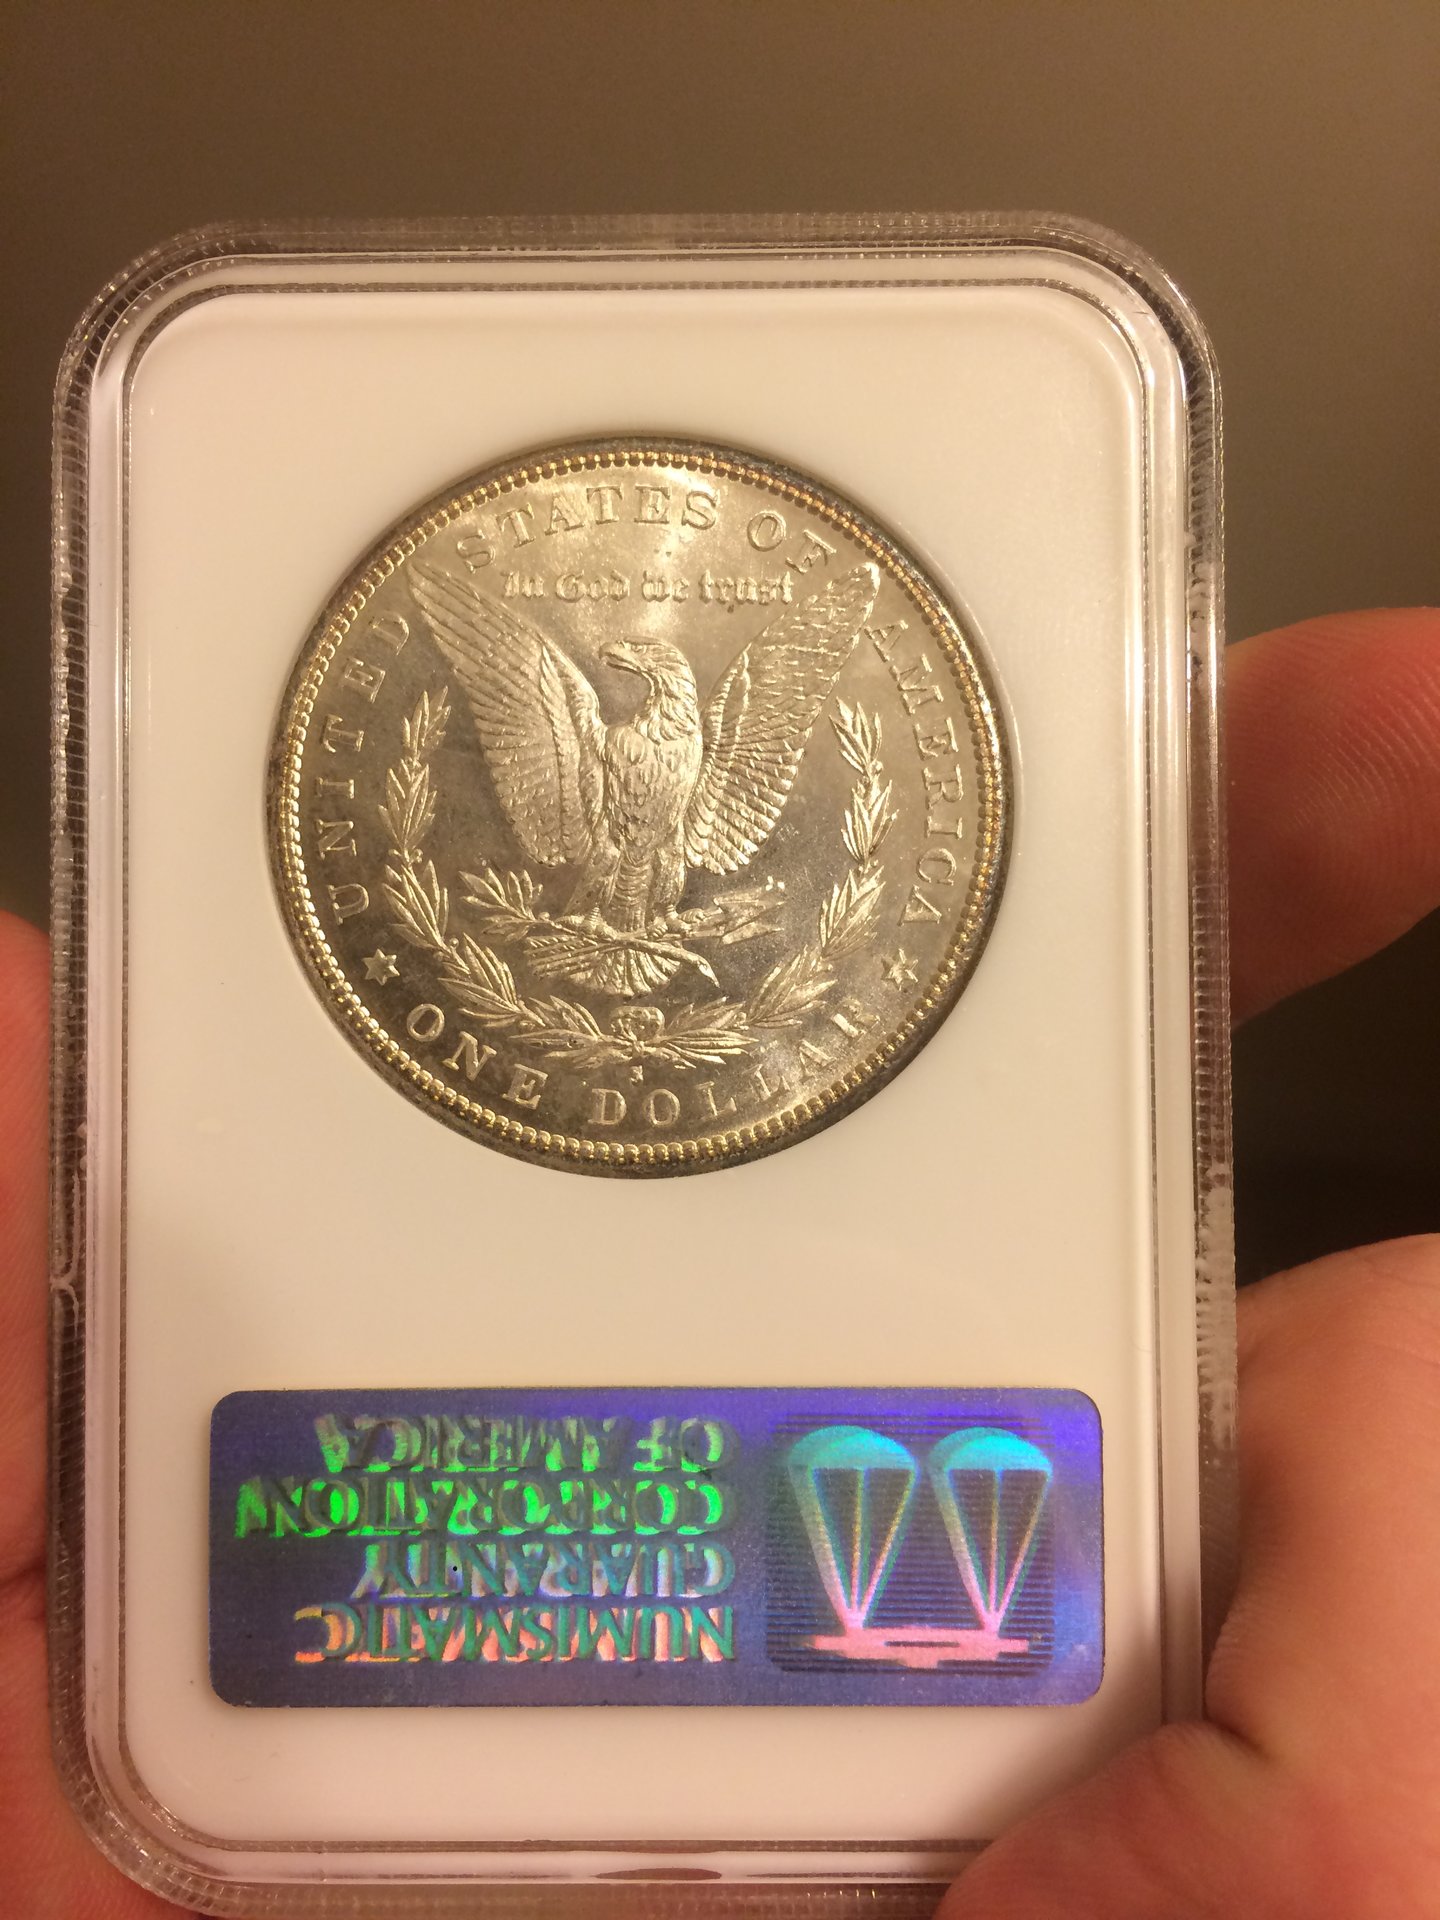 UNITED STATES OF AMERICA
In God we trust
S
ONE DOLLAR
NUMISMATIC
GUARANTY
CORPORATION
OF AMERICA